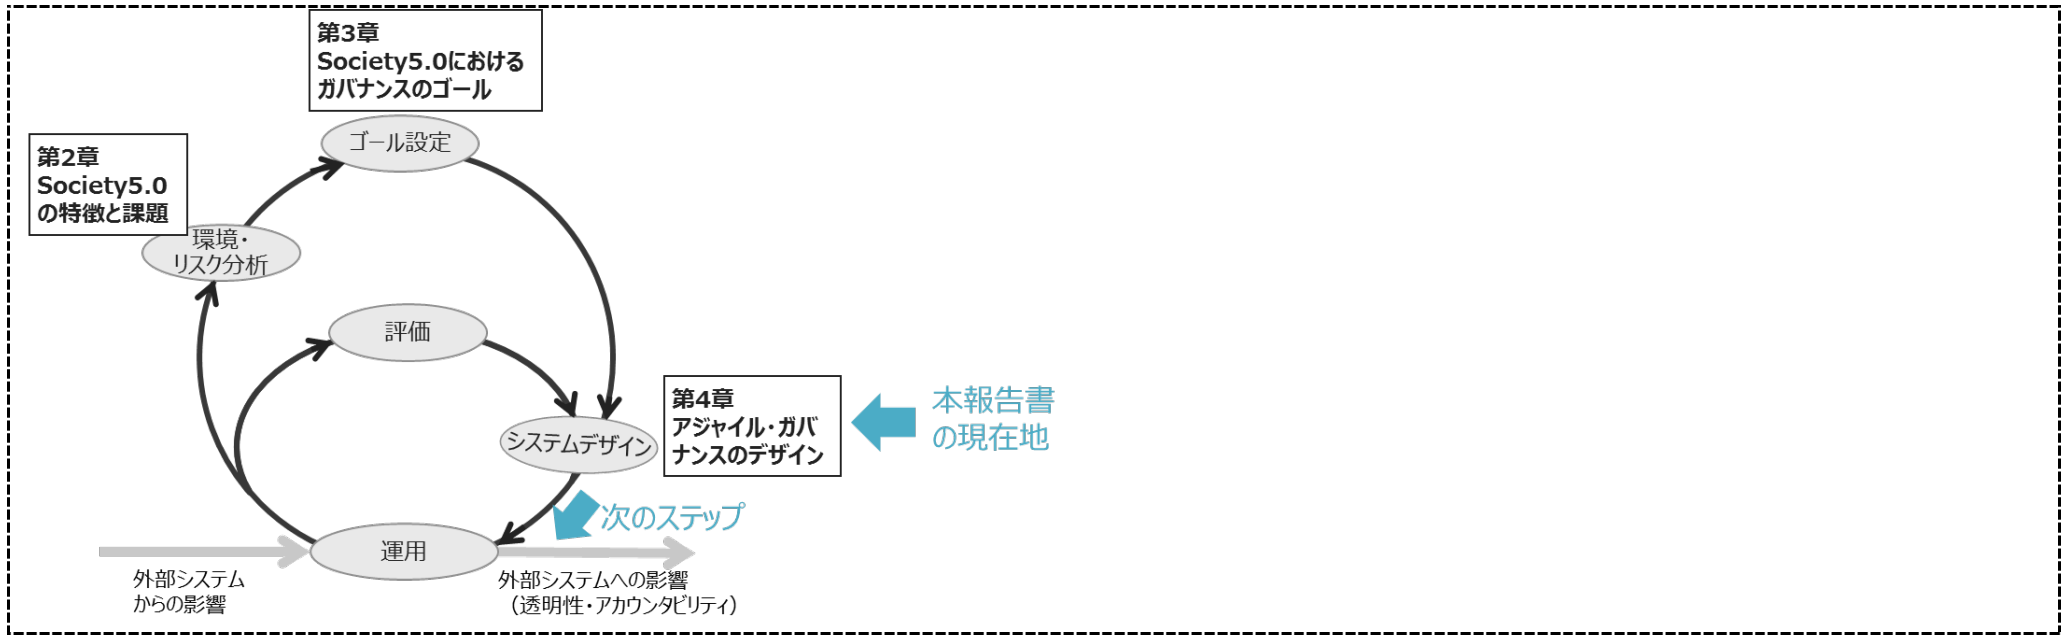 第3章
Society5.0における
ガバナンスのゴール
ゴール設定
第2章
Society5.0
の特徴と課題
環境・
リスク分析
評価
第4章
アジャイル・ガバ
ナンスのデザイン
本報告書
の現在地
システムデザイン
次のステップ
運用
外部システム
からの影響
外部システムへの影響
（透明性・アカウンタビリティ）